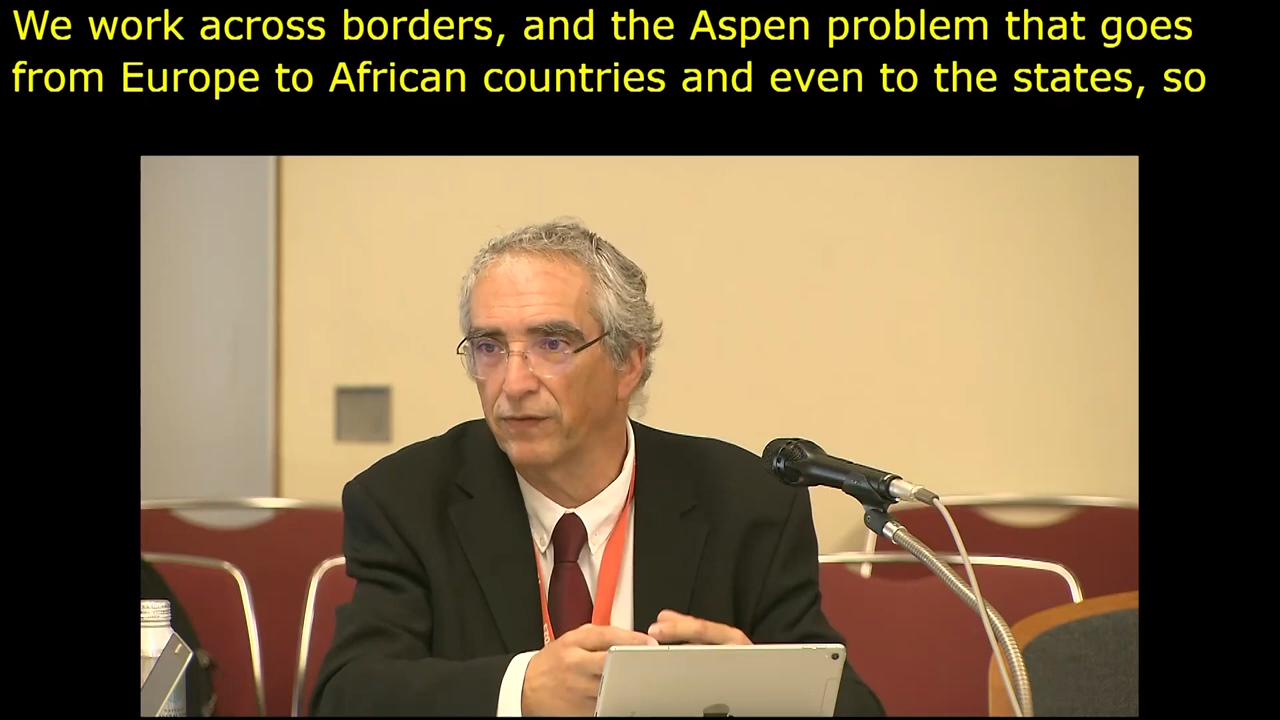 We work across borders, and the Aspen problem that goes
from Europe to African countries and even to the states, so